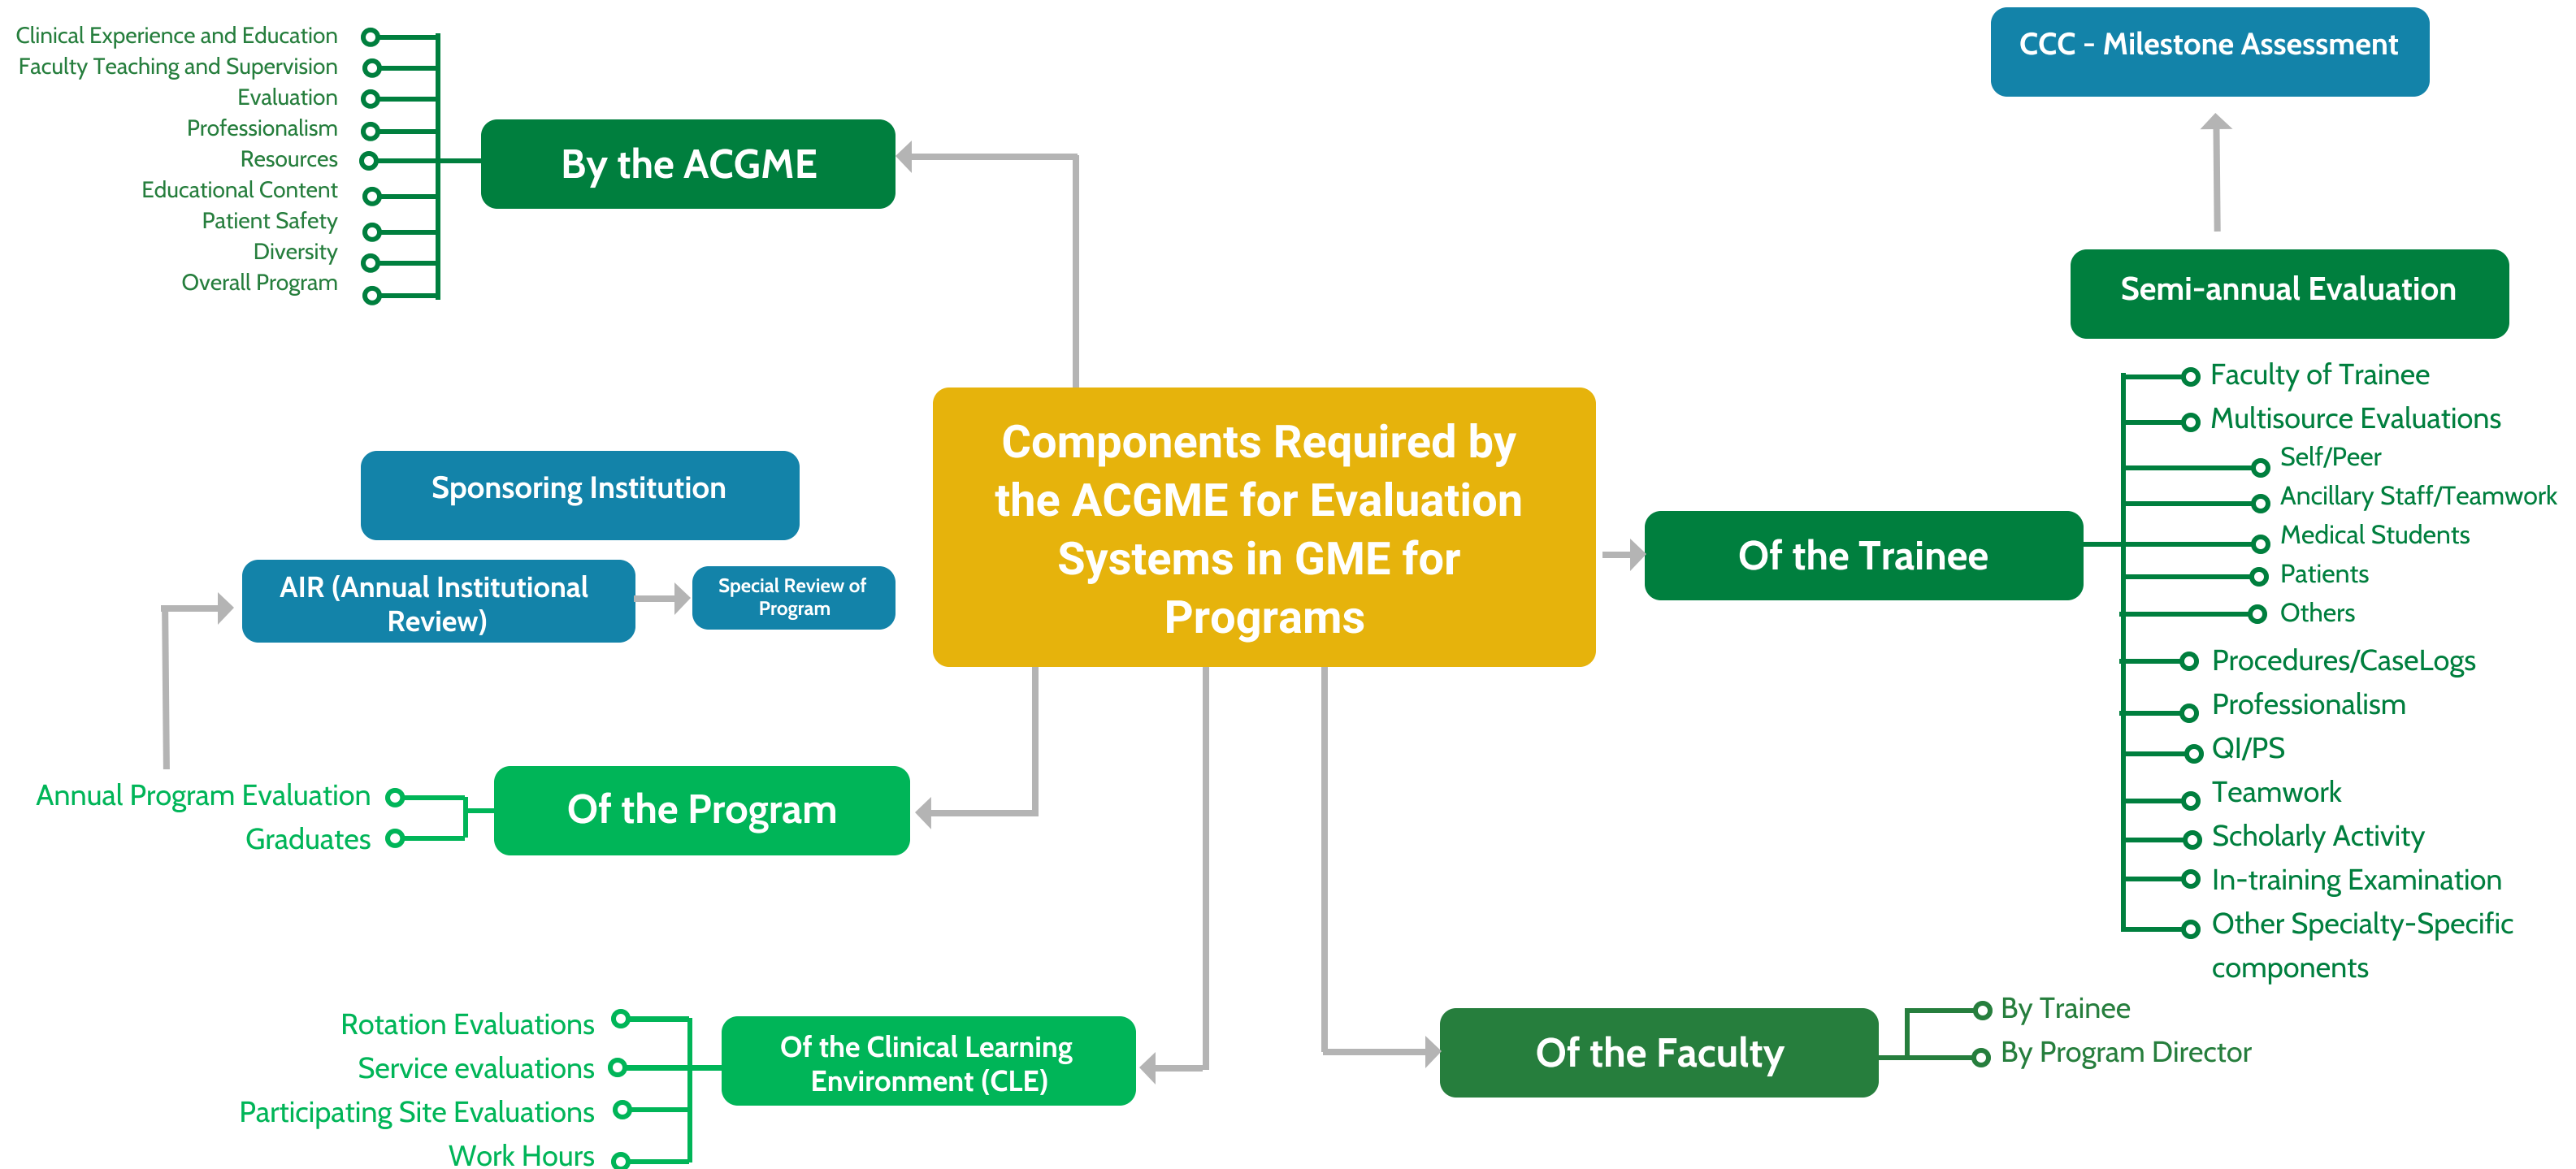 Clinical Experience and Education
Faculty Teaching and Supervision
Evaluation
Professionalism
Resources
Educational Content
Patient Safety
Diversity
Overall Program
By the ACGME
CCC - Milestone Assessment
Semi-annual Evaluation
Components Required by
the ACGME for Evaluation
Systems in GME for
Programs
Sponsoring Institution
AIR (Annual Institutional
Review)
Special Review of
Program
Of the Trainee
Faculty of Trainee
Multisource Evaluations
Self/Peer
Ancillary Staff/Teamwork
Medical Students
Patients
Others
Procedures/CaseLogs
Professionalism
QI/PS
Teamwork
Scholarly Activity
In-training Examination
Other Specialty-Specific
components
Annual Program Evaluation
Graduates
Of the Program
Rotation Evaluations
Service evaluations
Participating Site Evaluations
Work Hours
Of the Clinical Learning
Environment (CLE)
Of the Faculty
By Trainee
By Program Director